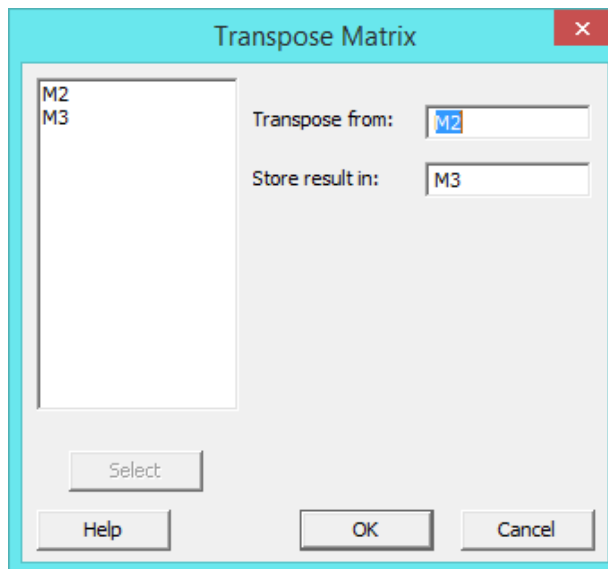 Transpose Matrix
M2
M3
Transpose from:
M2
Store result in:
M3
Select
Help
OK
Cancel